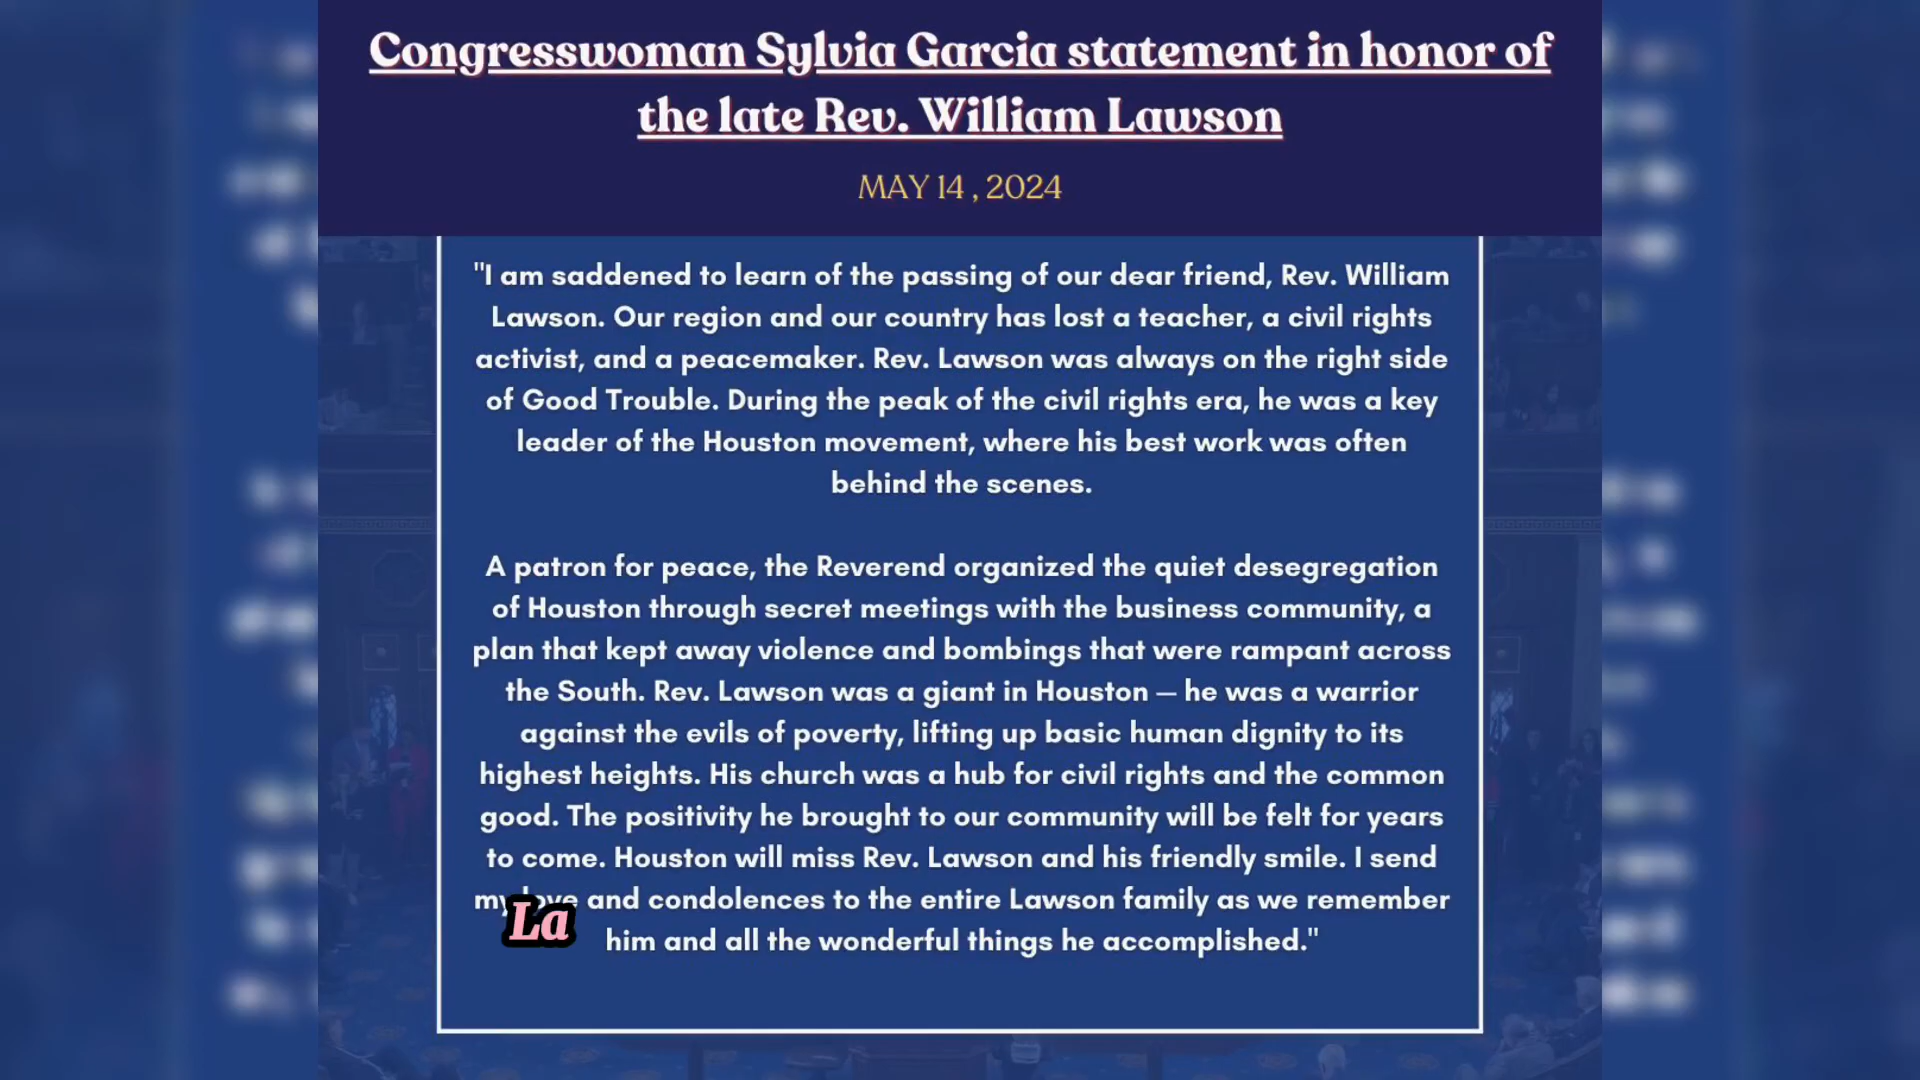 Congresswoman Sylvia Garcia statement in honor of
the late Rev. William Lawson
MAY 14 , 2024
"I am saddened to learn of the passing of our dear friend, Rev. William
Lawson. Our region and our country has lost a teacher, a civil rights
activist, and a peacemaker. Rev. Lawson was always on the right side
of Good Trouble. During the peak of the civil rights era, he was a key
leader of the Houston movement, where his best work was often
behind the scenes.
A patron for peace, the Reverend organized the quiet desegregation
of Houston through secret meetings with the business community, a
plan that kept away violence and bombings that were rampant across
the South. Rev. Lawson was a giant in Houston — he was a warrior
against the evils of poverty, lifting up basic human dignity to its
highest heights. His church was a hub for civil rights and the common
good. The positivity he brought to our community will be felt for years
to come. Houston will miss Rev. Lawson and his friendly smile. I send
my love and condolences to the entire Lawson family as we remember
La
him and all the wonderful things he accomplished."